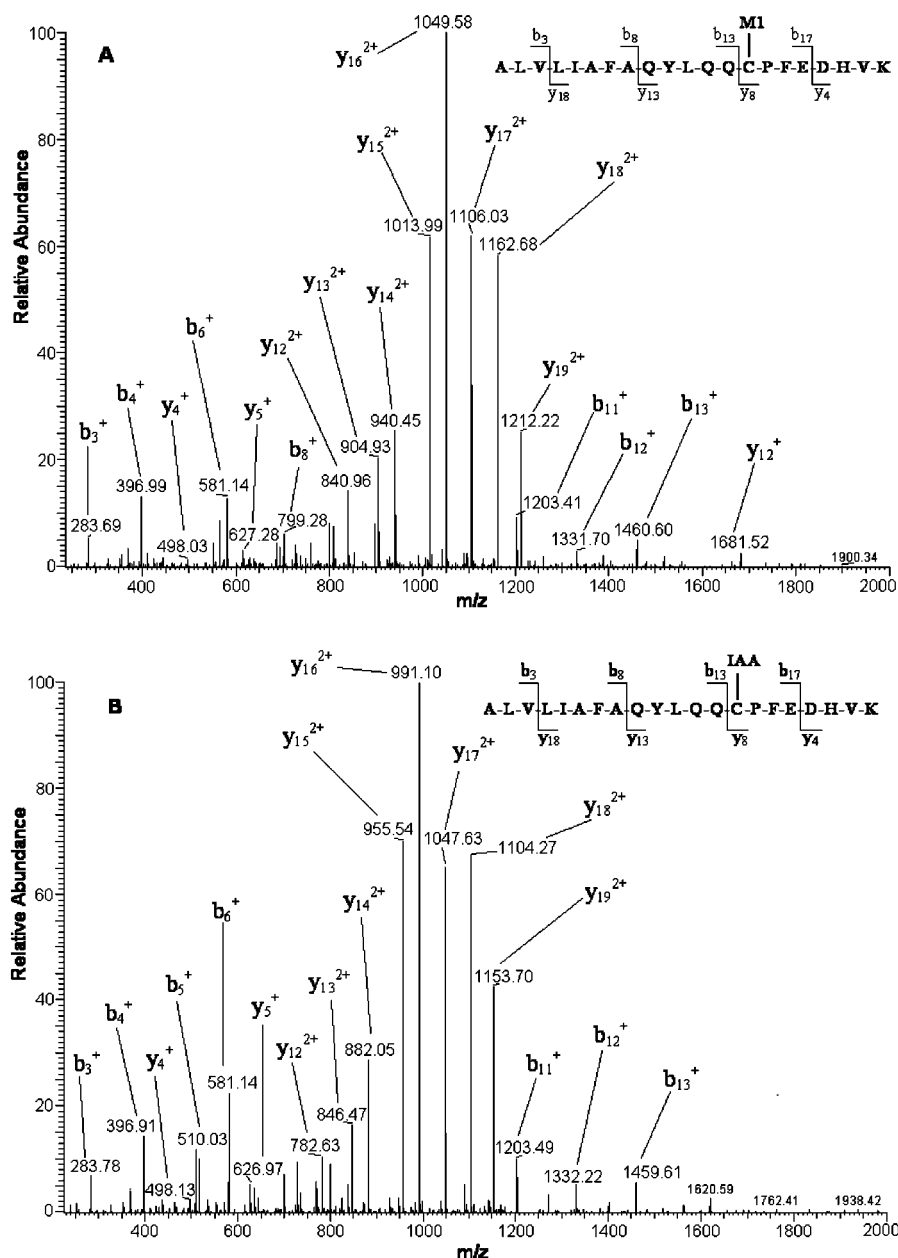 A
1049.58
y16 2+
M1
b3 b8 b13 b17
A-L-V-L-I-A-F-A-Q-Y-L-Q-Q-C-P-F-E-D-H-V-K
y18 y13 y8 y4
y15 2+
y17 2+
y18 2+
1013.99
1106.03
1162.68
y13 2+
y14 2+
y12 2+
b6+
b4+
y4+
y5+
b8+
y19 2+
b11+
b12+
b13+
y12+
b3+
940.45
1212.22
904.93
396.99
581.14
840.96
283.69
498.03
627.28
799.28
1203.41
1331.70
1460.60
1681.52
1900.34
Relative Abundance
100
80
60
40
20
0
400 600 800 1000 1200 1400 1600 1800 2000
m/z
B
y16 2+
991.10
IAA
b3 b8 b13 b17
A-L-V-L-I-A-F-A-Q-Y-L-Q-Q-C-P-F-E-D-H-V-K
y18 y13 y8 y4
y15 2+
y17 2+
y18 2+
955.54
1047.63
1104.27
y14 2+
y19 2+
b6+
b5+
y5+
y13 2+
b4+
y4+
y12 2+
b3+
b11+
b12+
b13+
1153.70
882.05
581.14
396.91
510.03
846.47
283.78
498.13
626.97
782.63
1203.49
1332.22
1459.61
1620.59
1762.41
1938.42
Relative Abundance
100
80
60
40
20
0
400 600 800 1000 1200 1400 1600 1800 2000
m/z